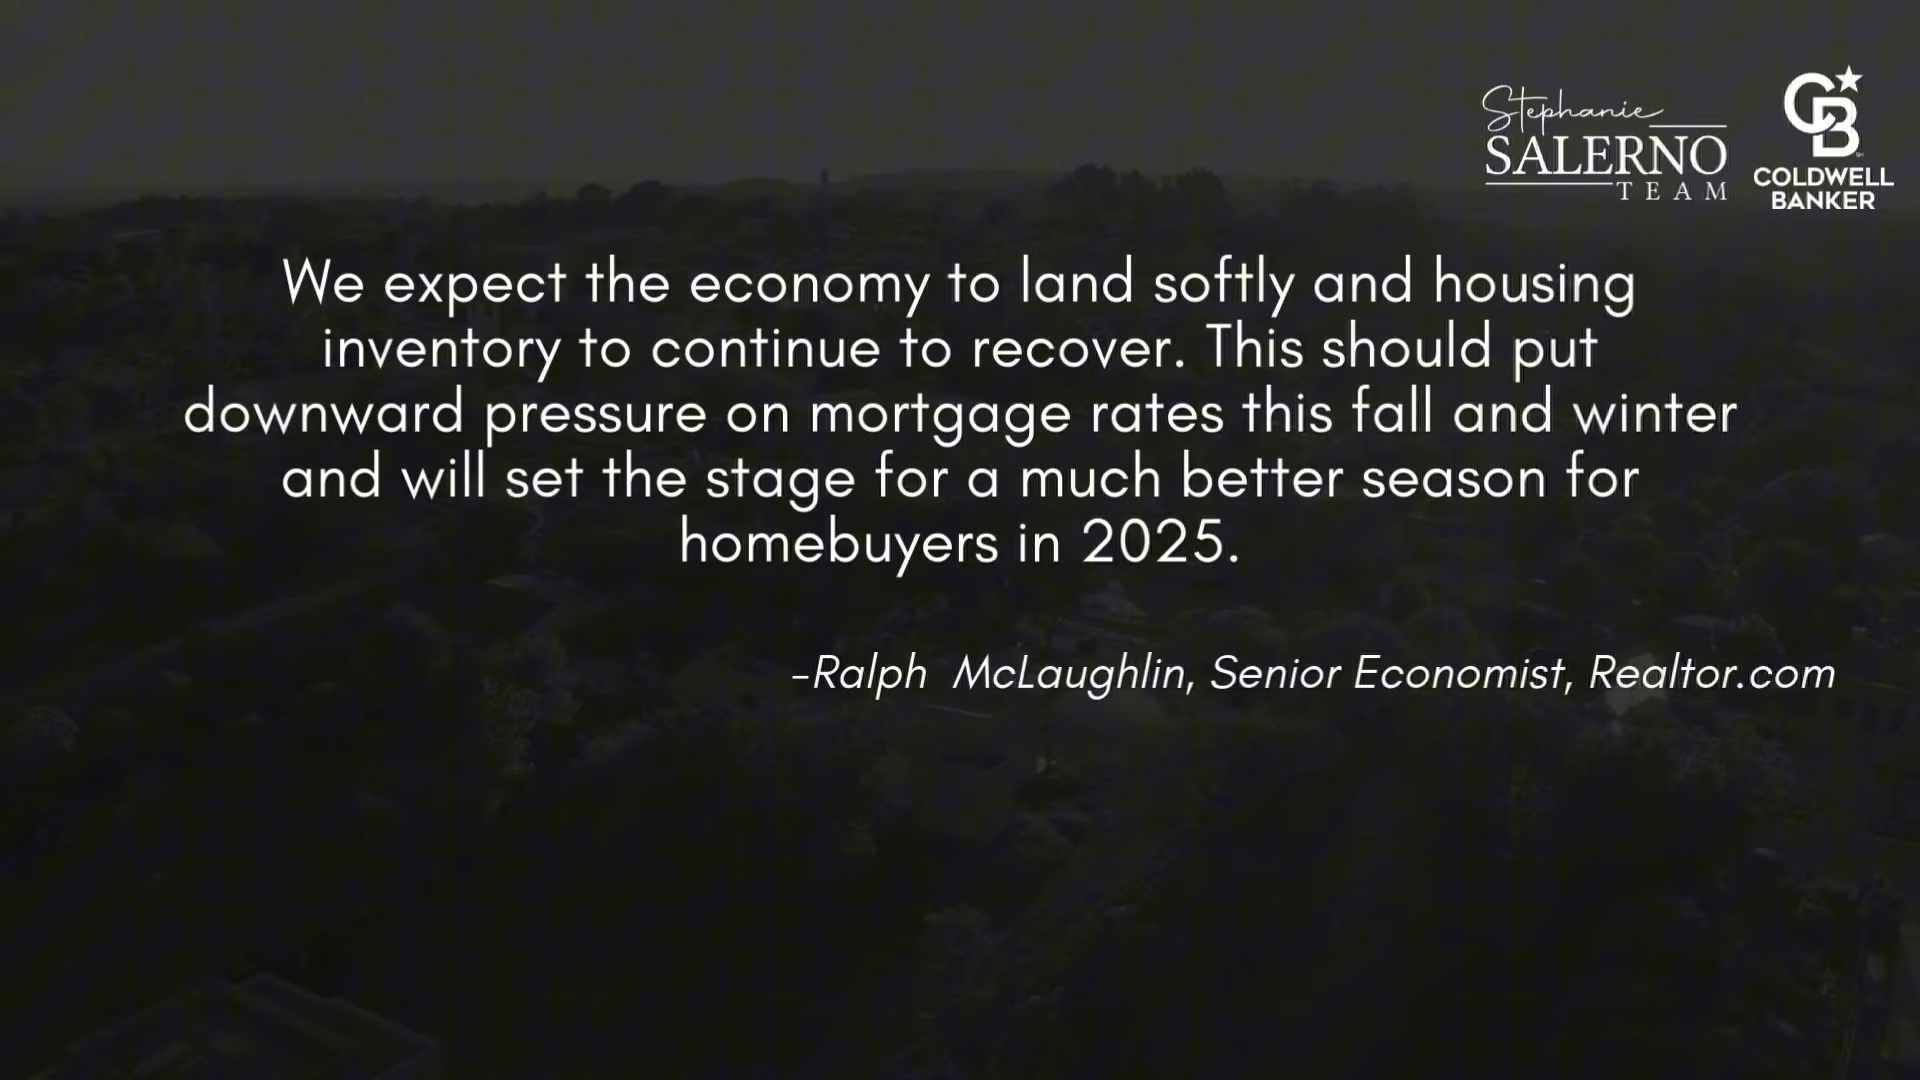 Stephanie
SALERNO
TEAM
CB
COLDWELL
BANKER
We expect the economy to land softly and housing
inventory to continue to recover. This should put
downward pressure on mortgage rates this fall and winter
and will set the stage for a much better season for
homebuyers in 2025.
-Ralph  McLaughlin, Senior Economist, Realtor.com